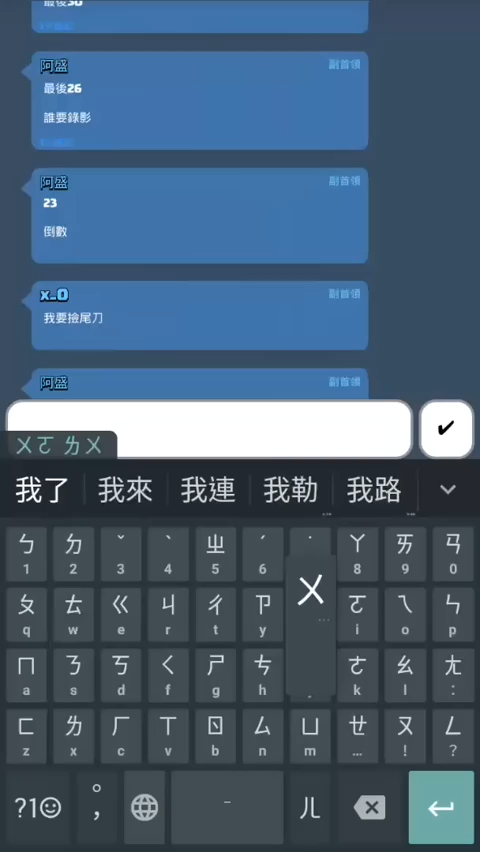 最後30
阿盛 副首領
最後26
誰要錄影
阿盛 副首領
23
倒數
x_0 副首領
我要撿尾刀
阿盛 副首領
✔
ㄨㄛ ㄌㄨ
我了 我來 我連 我勒 我路
ㄅ ㄉ ˇ ˋ ㄓ ˊ ˙ ㄚ ㄞ ㄢ
1 2 3 4 5 6 8 9 0
ㄆ ㄊ ㄍ ㄐ ㄔ ㄗ ㄨ ㄛ ㄟ ㄣ
q w e r t y i o p
ㄇ ㄋ ㄎ ㄑ ㄕ ㄘ ㄜ ㄠ ㄤ
a s d f g h k l :
ㄈ ㄌ ㄏ ㄒ ㄖ ㄙ ㄩ ㄝ ㄡ ㄥ
z x c v b n m … ! ?
?1☺ ° , – ㄦ